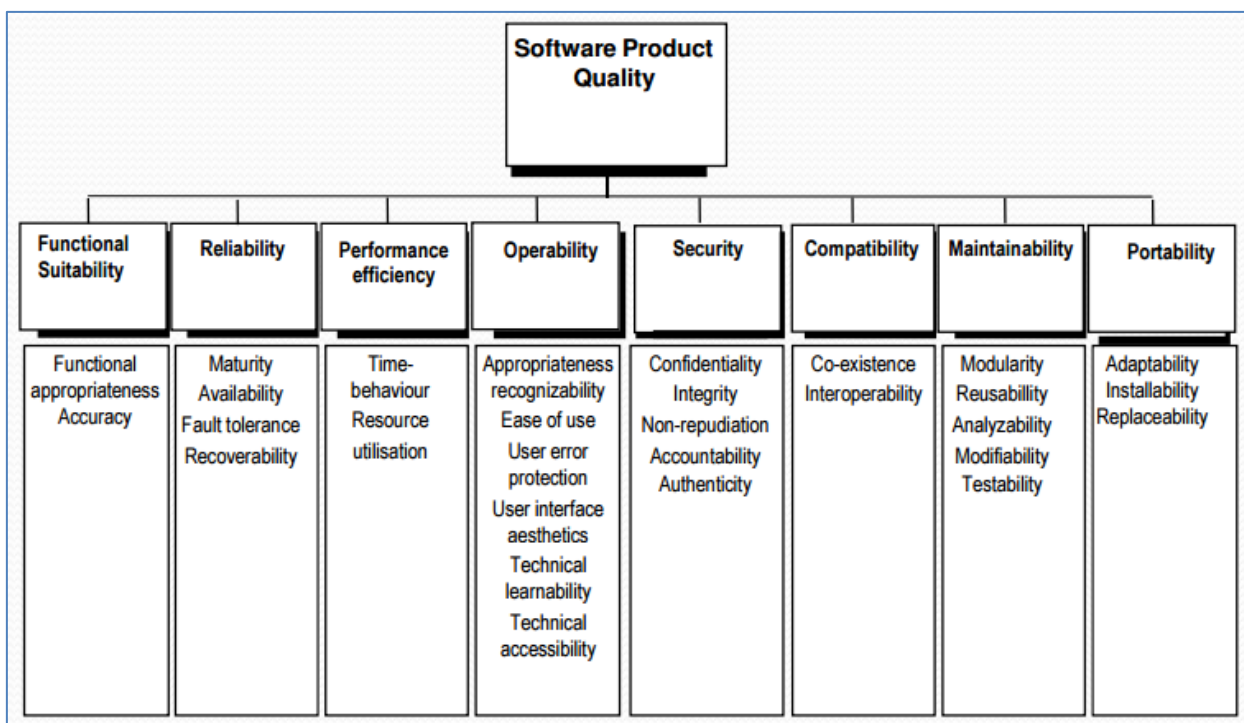 Software Product
Quality
Functional
Suitability
Reliability
Performance
efficiency
Operability
Security
Compatibility
Maintainability
Portability
Functional
appropriateness
Accuracy
Maturity
Availability
Fault tolerance
Recoverability
Time-
behaviour
Resource
utilisation
Appropriateness
recognizability
Ease of use
User error
protection
User interface
aesthetics
Technical
learnability
Technical
accessibility
Confidentiality
Integrity
Non-repudiation
Accountability
Authenticity
Co-existence
Interoperability
Modularity
Reusabillity
Analyzability
Modifiability
Testability
Adaptability
Installability
Replaceability